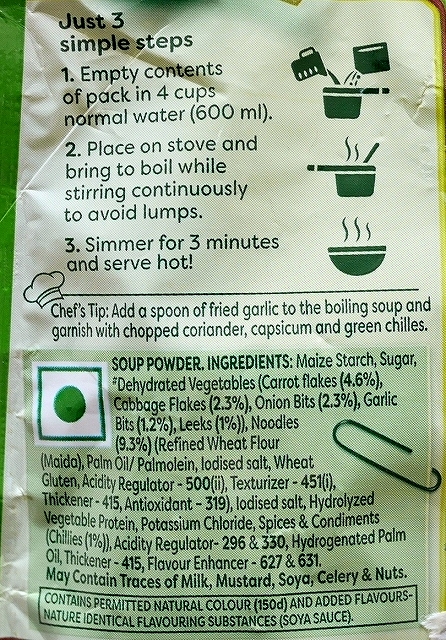 Just 3
simple steps
1. Empty contents
of pack in 4 cups
normal water (600 ml).
2. Place on stove and
bring to boil while
stirring continuously
to avoid lumps.
3. Simmer for 3 minutes
and serve hot!
Chef's Tip: Add a spoon of fried garlic to the boiling soup and
garnish with chopped coriander, capsicum and green chilles.
SOUP POWDER. INGREDIENTS: Maize Starch, Sugar,
#Dehydrated Vegetables (Carrot flakes (4.6%),
Cabbage Flakes (2.3%), Onion Bits (2.3%), Garlic
Bits (1.2%), Leeks (1%)), Noodles
(9.3%) (Refined Wheat Flour
(Maida), Palm Oil/ Palmolein, Iodised salt, Wheat
Gluten, Acidity Regulator - 500(ii), Texturizer - 451(i),
Thickener - 415, Antioxidant - 319), Iodised salt, Hydrolyzed
Vegetable Protein, Potassium Chloride, Spices & Condiments
(Chillies (1%)), Acidity Regulator- 296 & 330, Hydrogenated Palm
Oil, Thickener - 415, Flavour Enhancer - 627 & 631.
May Contain Traces of Milk, Mustard, Soya, Celery & Nuts.
CONTAINS PERMITTED NATURAL COLOUR (150d) AND ADDED FLAVOURS-
NATURE IDENTICAL FLAVOURING SUBSTANCES (SOYA SAUCE).